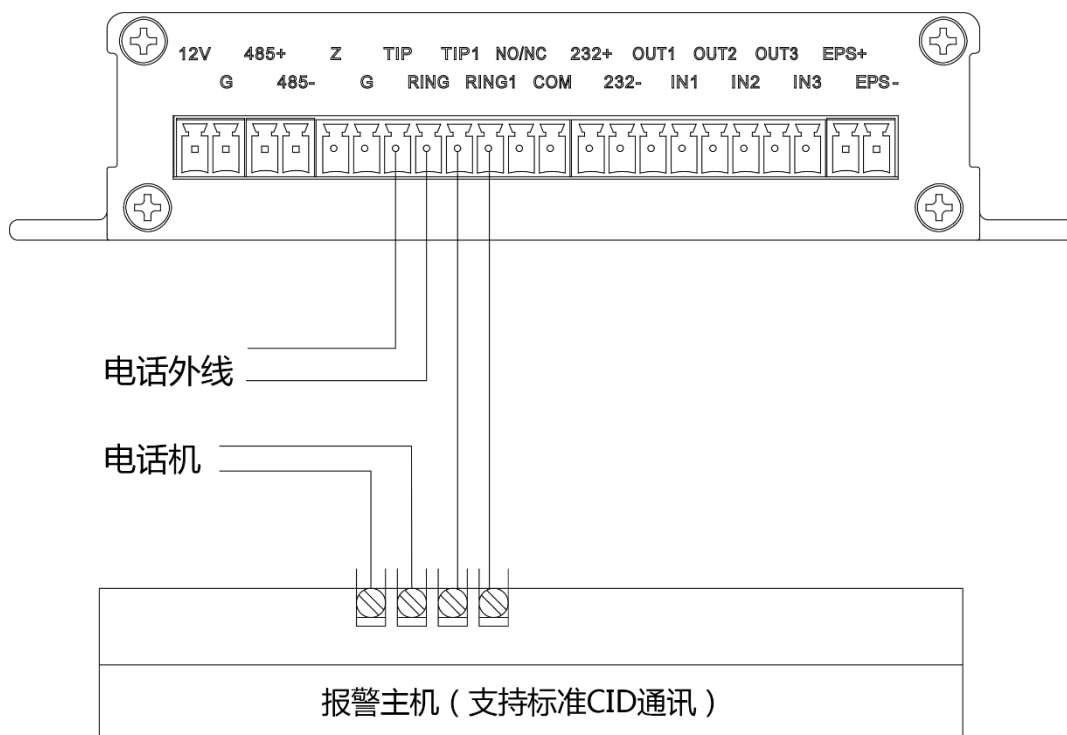 12V 485+ Z TIP TIP1 NO/NC 232+ OUT1 OUT2 OUT3 EPS+
G 485- G RING RING1 COM 232- IN1 IN2 IN3 EPS-
电话外线
电话机
报警主机（支持标准CID通讯）